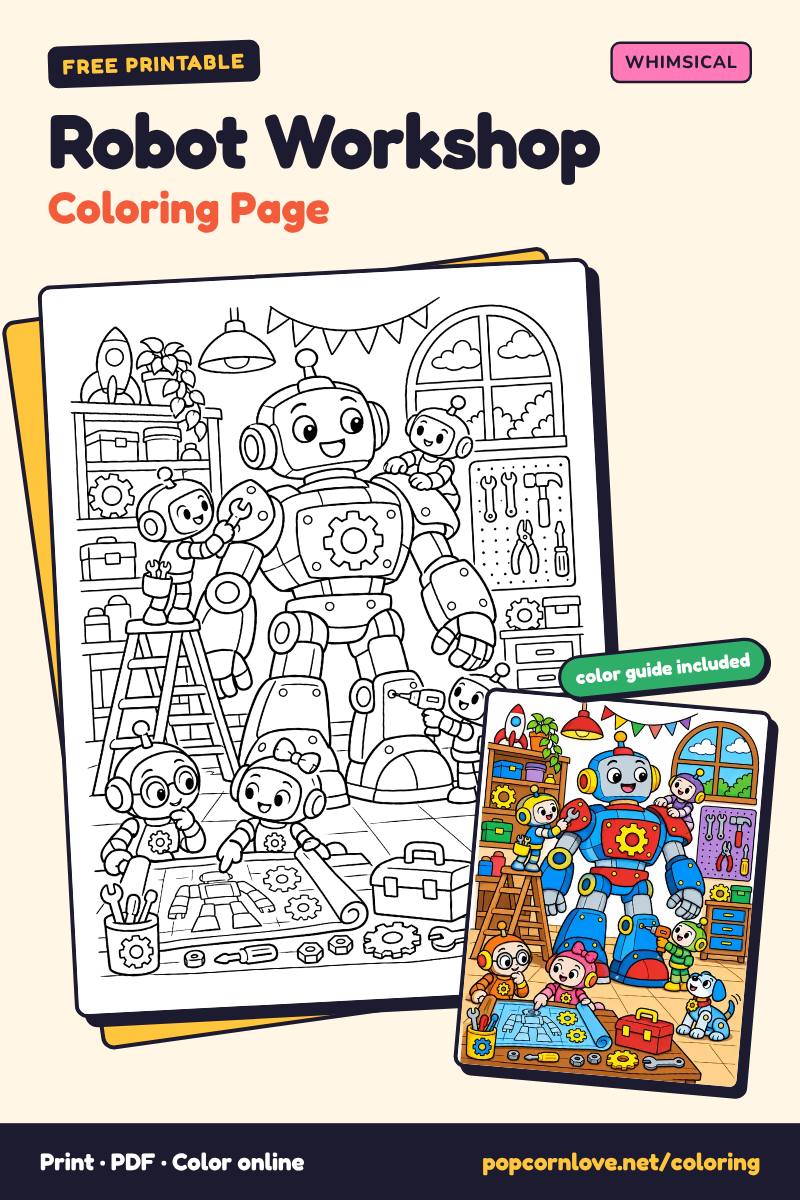 FREE PRINTABLE
WHIMSICAL
Robot Workshop
Coloring Page
color guide included
Print · PDF · Color online
popcornlove.net/coloring